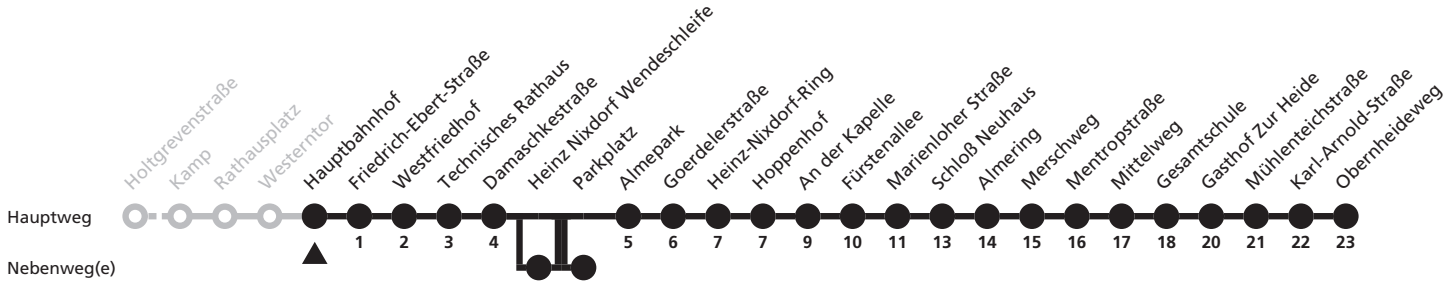 Holtgrevenstraße
Kamp
Rathausplatz
Westerntor
Hauptbahnhof
Friedrich-Ebert-Straße
Westfriedhof
Technisches Rathaus
Damaschkestraße
Heinz Nixdorf Wendeschleife
Parkplatz
Almepark
Goerdelerstraße
Heinz-Nixdorf-Ring
Hoppenhof
An der Kapelle
Fürstenallee
Marienloher Straße
Schloß Neuhaus
Almering
Merschweg
Mentropstraße
Mittelweg
Gesamtschule
Gasthof Zur Heide
Mühlenteichstraße
Karl-Arnold-Straße
Obernheideweg
Hauptweg
1 2 3 4 5 6 7 7 9 10 11 13 14 15 16 17 18 20 21 22 23
Nebenweg(e)